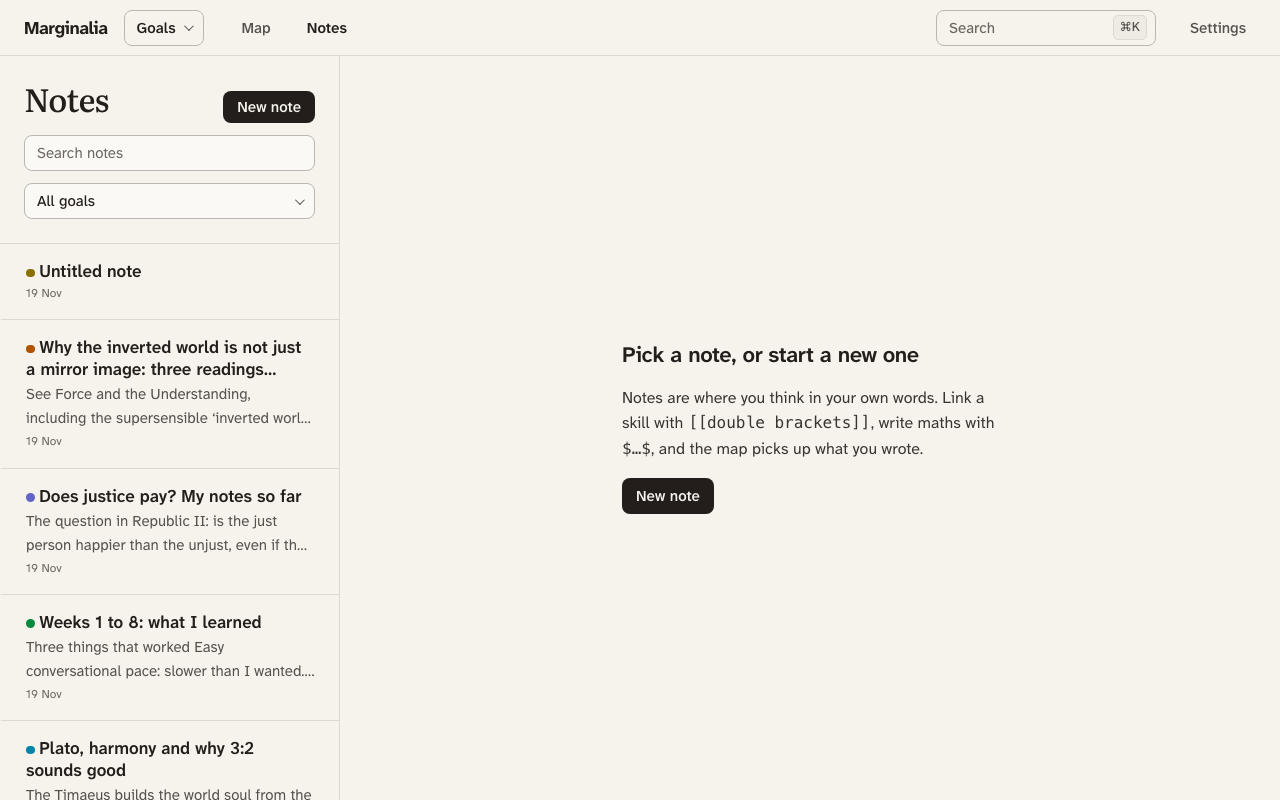 Marginalia Goals Map Notes Search ⌘K Settings
Notes
New note
Search notes
All goals
Untitled note
19 Nov
Why the inverted world is not just
a mirror image: three readings…
See Force and the Understanding,
including the supersensible ‘inverted worl…
19 Nov
Does justice pay? My notes so far
The question in Republic II: is the just
person happier than the unjust, even if th…
19 Nov
Weeks 1 to 8: what I learned
Three things that worked Easy
conversational pace: slower than I wanted.…
19 Nov
Plato, harmony and why 3:2
sounds good
The Timaeus builds the world soul from the
Pick a note, or start a new one
Notes are where you think in your own words. Link a
skill with [[double brackets]], write maths with
$…$, and the map picks up what you wrote.
New note